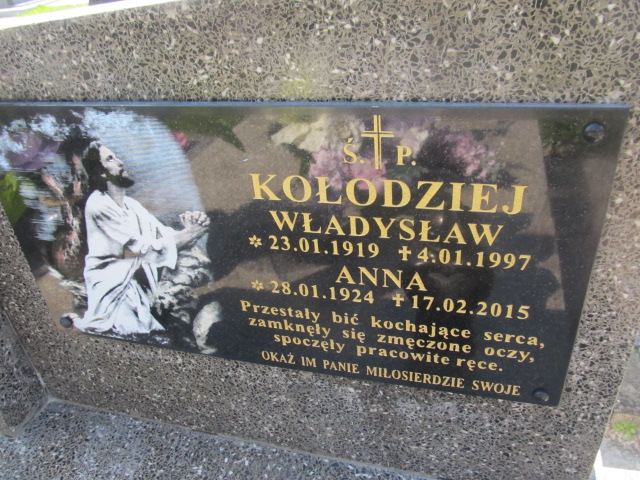 Ś. P.
KOŁODZIEJ
WŁADYSŁAW
✲ 23.01.1919 ✝ 4.01.1997
ANNA
✲ 28.01.1924 ✝ 17.02.2015
Przestały bić kochające serca,
zamknęły się zmęczone oczy,
spoczęły pracowite ręce.
OKAŻ IM PANIE MIŁOSIERDZIE SWOJE